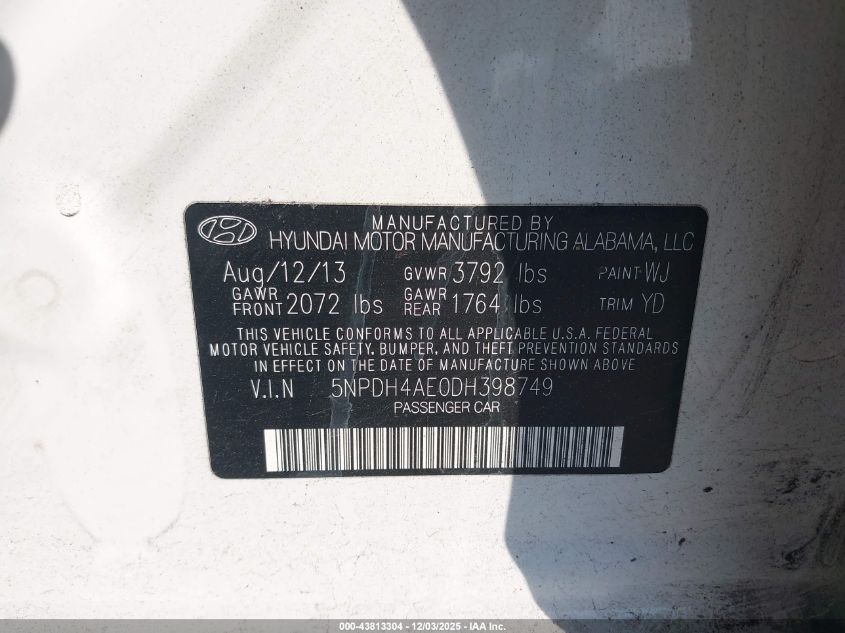 MANUFACTURED BY
HYUNDAI MOTOR MANUFACTURING ALABAMA, LLC
Aug/12/13 GVWR 3792 lbs PAINT WJ
GAWR FRONT 2072 lbs GAWR REAR 1764 lbs TRIM YD
THIS VEHICLE CONFORMS TO ALL APPLICABLE U.S.A. FEDERAL
MOTOR VEHICLE SAFETY, BUMPER, AND THEFT PREVENTION STANDARDS
IN EFFECT ON THE DATE OF MANUFACTURE SHOWN ABOVE
V.I.N 5NPDH4AE0DH398749
PASSENGER CAR
000-43813304 - 12/03/2025 - IAA Inc.